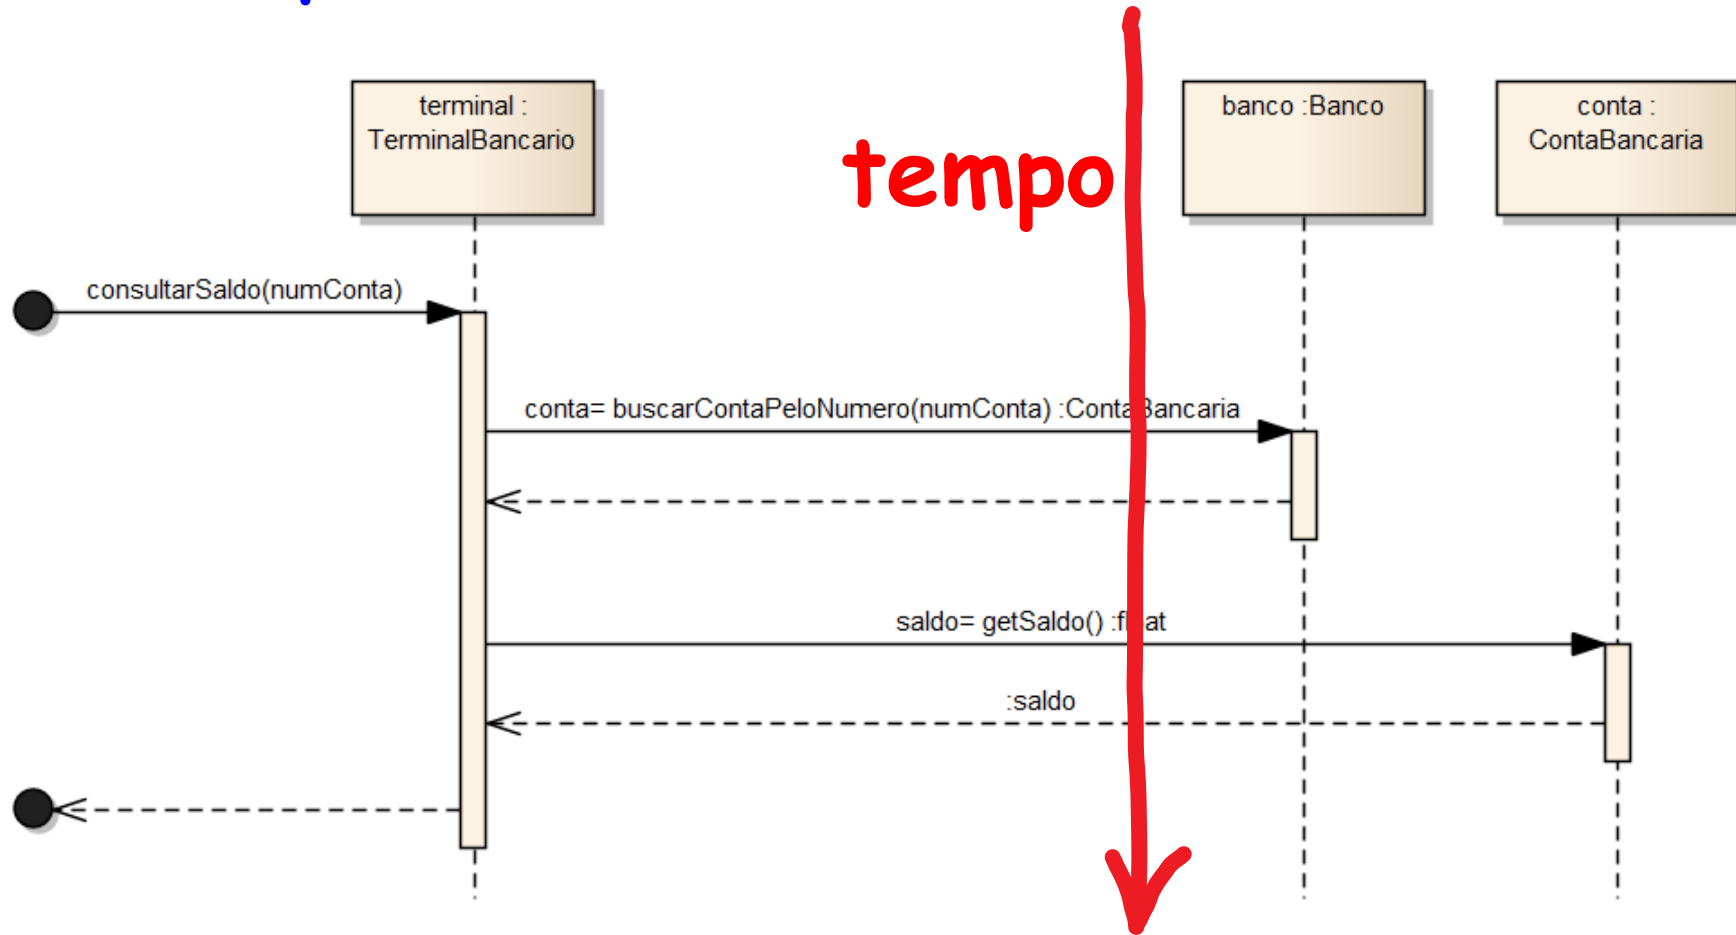 terminal :
TerminalBancario
banco :Banco
conta :
ContaBancaria
tempo
consultarSaldo(numConta)
conta= buscarContaPeloNumero(numConta) :ContaBancaria
saldo= getSaldo() :float
:saldo